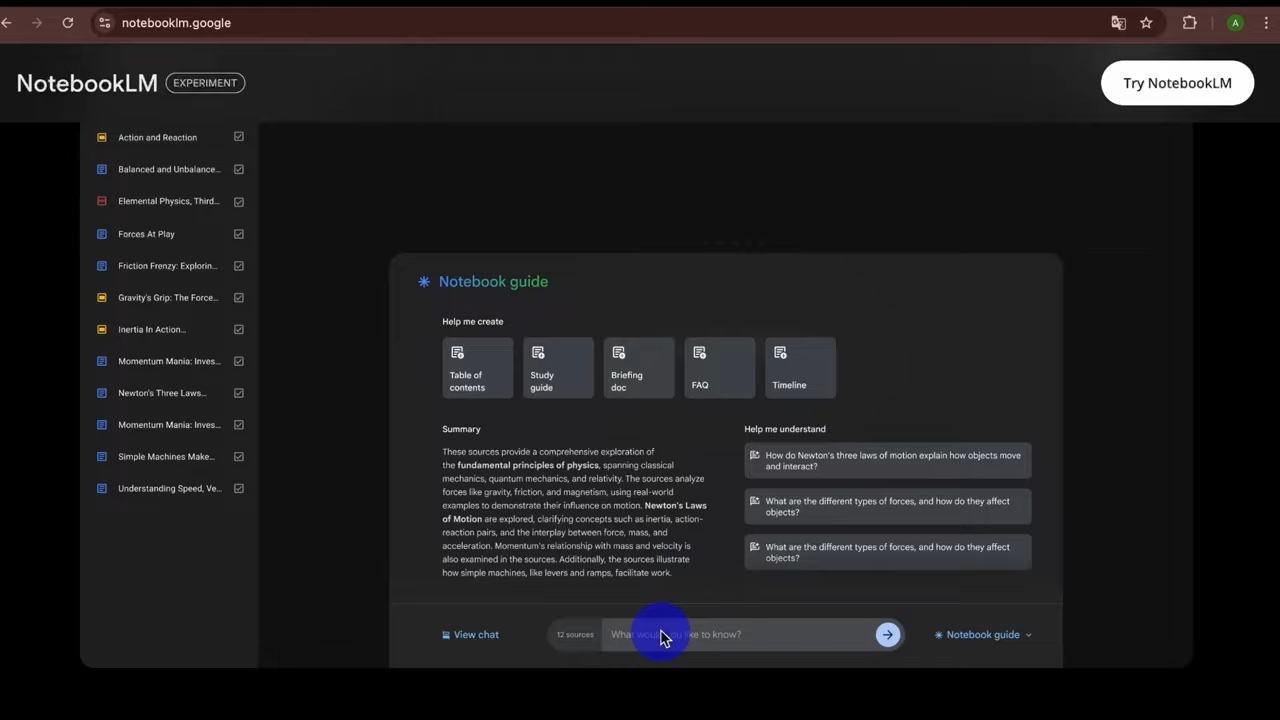 notebooklm.google
A
NotebookLM EXPERIMENT
Try NotebookLM
Action and Reaction
Balanced and Unbalance...
Elemental Physics, Third...
Forces At Play
Friction Frenzy: Explorin...
Gravity's Grip: The Force...
Inertia In Action...
Momentum Mania: Inves...
Newton's Three Laws...
Momentum Mania: Inves...
Simple Machines Make...
Understanding Speed, Ve...
Notebook guide
Help me create
Table of
contents
Study
guide
Briefing
doc
FAQ
Timeline
Summary
These sources provide a comprehensive exploration of
the fundamental principles of physics, spanning classical
mechanics, quantum mechanics, and relativity. The sources analyze
forces like gravity, friction, and magnetism, using real-world
examples to demonstrate their influence on motion. Newton's Laws
of Motion are explored, clarifying concepts such as inertia, action-
reaction pairs, and the interplay between force, mass, and
acceleration. Momentum's relationship with mass and velocity is
also examined in the sources. Additionally, the sources illustrate
how simple machines, like levers and ramps, facilitate work.
Help me understand
How do Newton's three laws of motion explain how objects move
and interact?
What are the different types of forces, and how do they affect
objects?
What are the different types of forces, and how do they affect
objects?
View chat
12 sources
What would you like to know?
Notebook guide